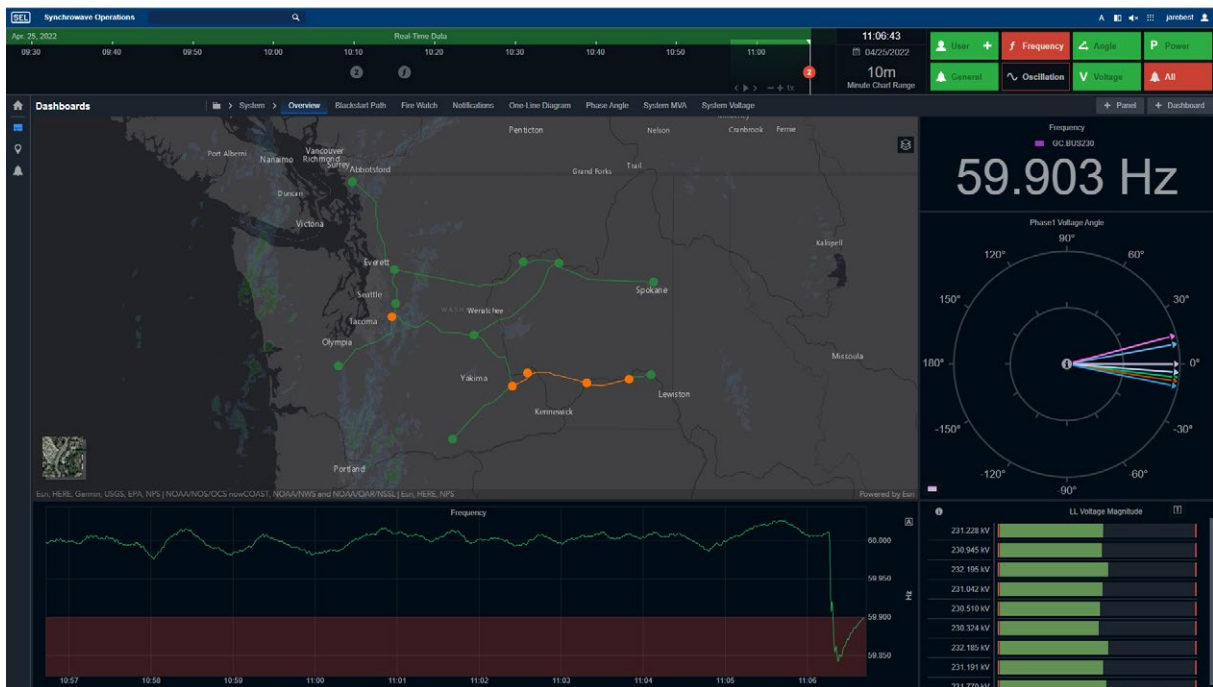 SEL Synchrowave Operations
A
jarebest
Apr. 25, 2022
Real-Time Data
09:30 09:40 09:50 10:00 10:10 10:20 10:30 10:40 10:50 11:00
2 i 2
1x
11:06:43
04/25/2022
10m
Minute Chart Range
User + f Frequency Angle P Power
General Oscillation V Voltage All
Dashboards
> System > Overview Blackstart Path Fire Watch Notifications One-Line Diagram Phase Angle System MVA System Voltage
+ Panel + Dashboard
Penticton
Nelson
Cranbrook
Fernie
Port Alberni
Nanaimo
Vancouver
Richmond
Surrey
Abbotsford
Grand Forks
Trail
Duncan
Victoria
Kalispell
Everett
Seattle
Spokane
WASH
Wenatchee
Tacoma
Olympia
Missoula
Yakima
Lewiston
Kennewick
Portland
Esri, HERE, Garmin, USGS, EPA, NPS | NOAA/NOS/OCS nowCOAST, NOAA/NWS and NOAA/OAR/NSSL | Esri, HERE, NPS
Powered by Esri
Frequency
GC.BUS230
59.903 Hz
Phase1 Voltage Angle
90°
120° 60°
150° 30°
180° 0°
-150° -30°
-120° -60°
-90°
Frequency
A
60.000
59.950
Hz
59.900
59.850
10:57 10:58 10:59 11:00 11:01 11:02 11:03 11:04 11:05 11:06
LL Voltage Magnitude
231.228 kV
230.945 kV
232.195 kV
231.042 kV
230.510 kV
230.324 kV
232.185 kV
231.191 kV
231.770 kV